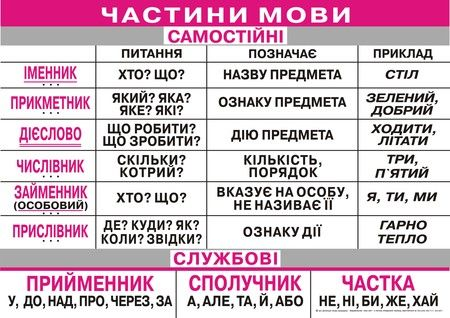 ЧАСТИНИ МОВИ
САМОСТІЙНІ
ПИТАННЯ ПОЗНАЧАЄ ПРИКЛАД
ІМЕННИК ХТО? ЩО? НАЗВУ ПРЕДМЕТА СТІЛ
ПРИКМЕТНИК ЯКИЙ? ЯКА? ЯКЕ? ЯКІ? ОЗНАКУ ПРЕДМЕТА ЗЕЛЕНИЙ, ДОБРИЙ
ДІЄСЛОВО ЩО РОБИТИ? ЩО ЗРОБИТИ? ДІЮ ПРЕДМЕТА ХОДИТИ, ЛІТАТИ
ЧИСЛІВНИК СКІЛЬКИ? КОТРИЙ? КІЛЬКІСТЬ, ПОРЯДОК ТРИ, П`ЯТИЙ
ЗАЙМЕННИК (ОСОБОВИЙ) ХТО? ЩО? ВКАЗУЄ НА ОСОБУ, НЕ НАЗИВАЄ ЇЇ Я, ТИ, МИ
ПРИСЛІВНИК ДЕ? КУДИ? ЯК? КОЛИ? ЗВІДКИ? ОЗНАКУ ДІЇ ГАРНО ТЕПЛО
СЛУЖБОВІ
ПРИЙМЕННИК СПОЛУЧНИК ЧАСТКА
У, ДО, НАД, ПРО, ЧЕРЕЗ, ЗА А, АЛЕ, ТА, Й, АБО НЕ, НІ, БИ, ЖЕ, ХАЙ